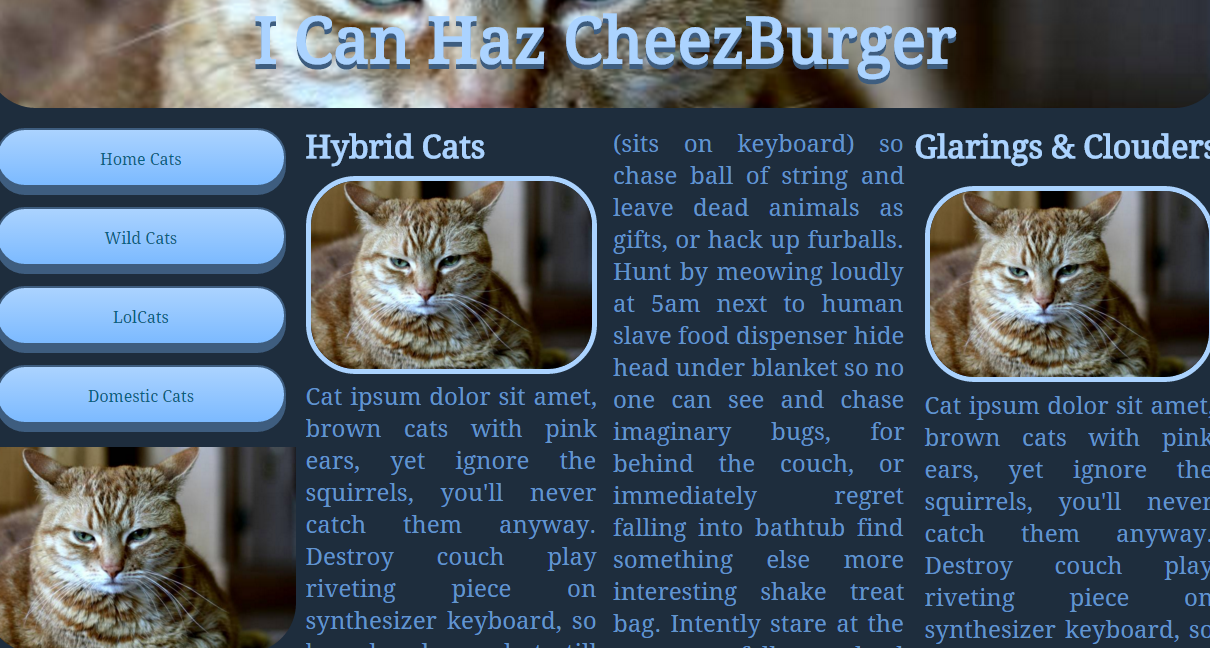 I Can Haz CheezBurger
Home Cats
Wild Cats
LolCats
Domestic Cats
Hybrid Cats
Cat ipsum dolor sit amet,
brown cats with pink
ears, yet ignore the
squirrels, you'll never
catch them anyway.
Destroy couch play
riveting piece on
synthesizer keyboard, so
(sits on keyboard) so
chase ball of string and
leave dead animals as
gifts, or hack up furballs.
Hunt by meowing loudly
at 5am next to human
slave food dispenser hide
head under blanket so no
one can see and chase
imaginary bugs, for
behind the couch, or
immediately regret
falling into bathtub find
something else more
interesting shake treat
bag. Intently stare at the
Glarings & Clouders
Cat ipsum dolor sit amet,
brown cats with pink
ears, yet ignore the
squirrels, you'll never
catch them anyway.
Destroy couch play
riveting piece on
synthesizer keyboard, so